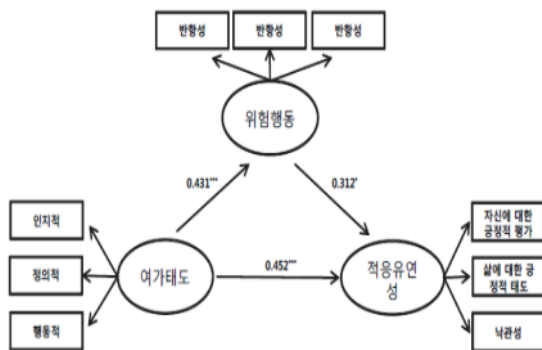 반항성 반항성 반항성
위험행동
0.431***
0.312*
인지적
정의적
행동적
여가태도
0.452***
적응유연
성
자신에 대한
긍정적 평가
삶에 대한 긍
정적 태도
낙관성